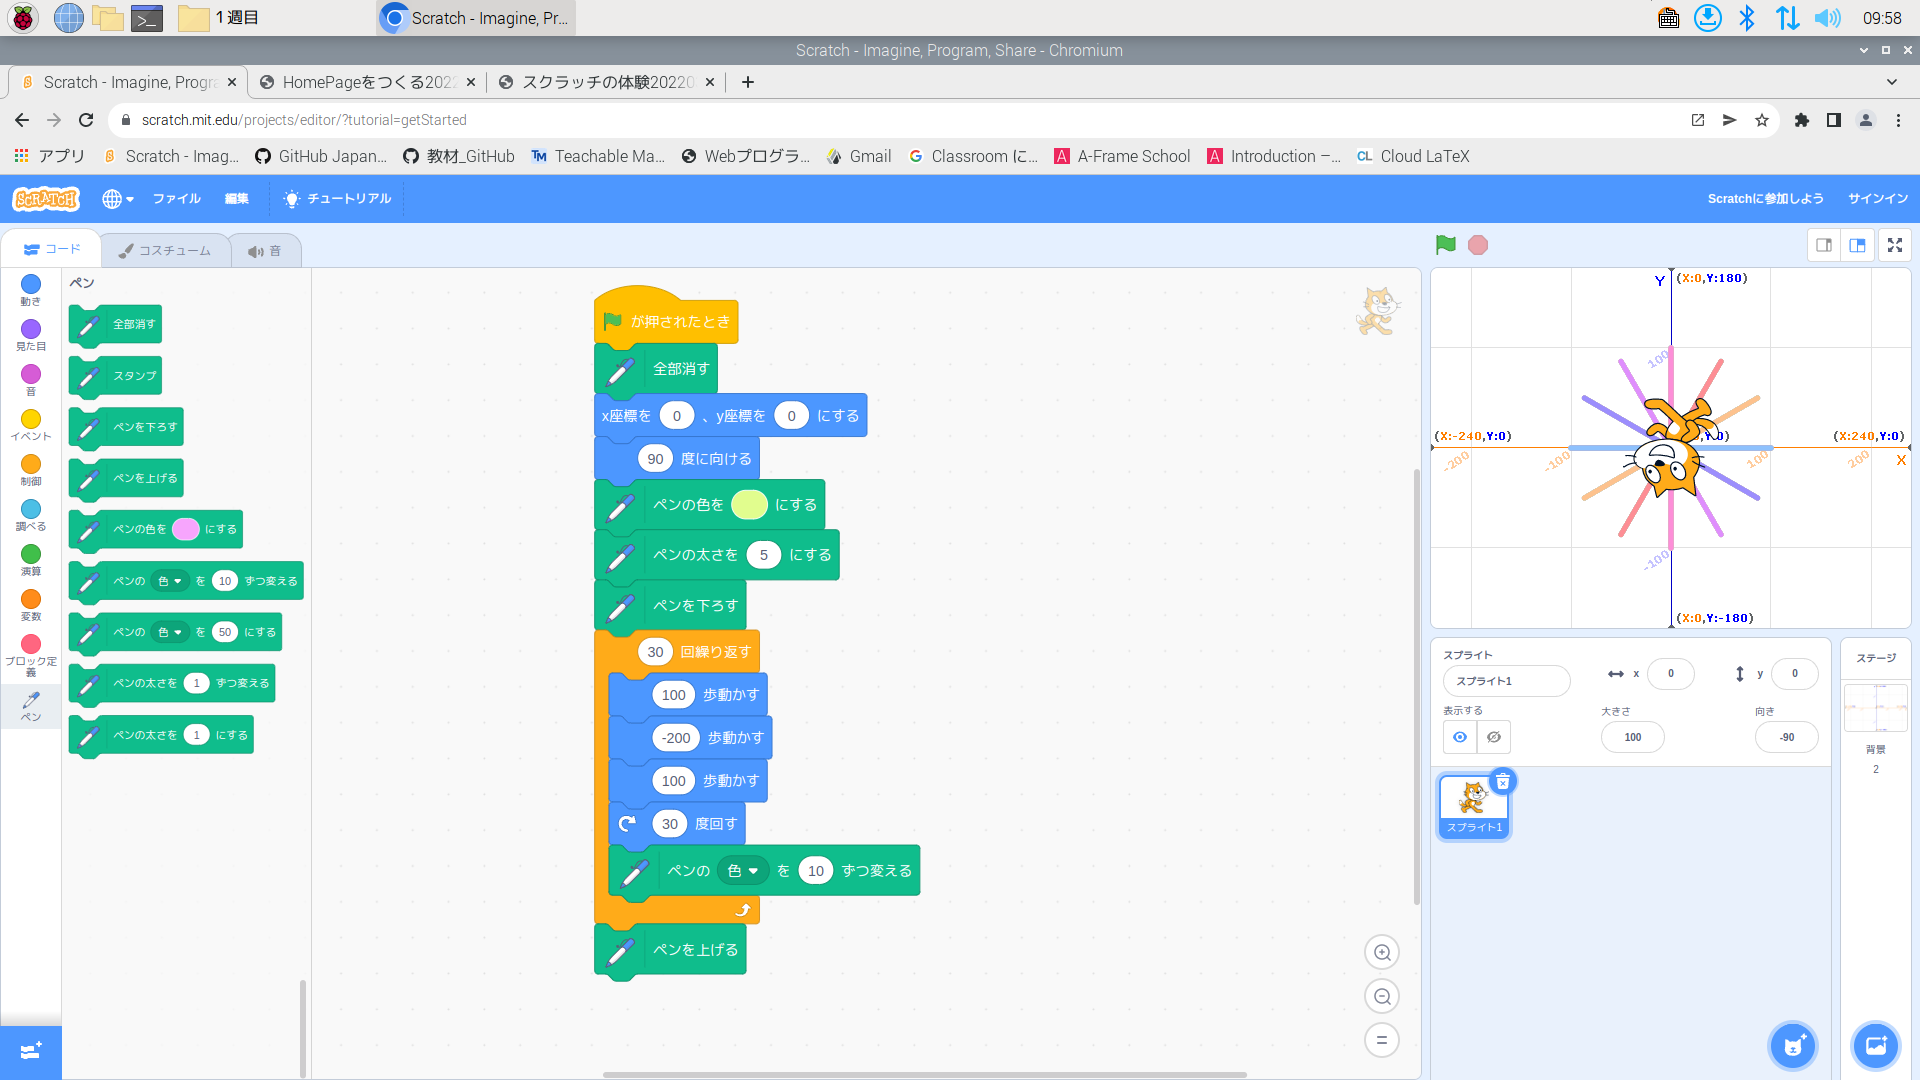 1週目
Scratch - Imagine, Pr...
09:58
Scratch - Imagine, Program, Share - Chromium
Scratch - Imagine, Progra
HomePageをつくる2022
スクラッチの体験20220
scratch.mit.edu/projects/editor/?tutorial=getStarted
アプリ
Scratch - Imag...
GitHub Japan...
教材_GitHub
Teachable Ma...
Webプログラ...
Gmail
Classroom に...
A-Frame School
Introduction –...
Cloud LaTeX
SCRATCH
ファイル
編集
チュートリアル
Scratchに参加しよう
サインイン
コード
コスチューム
音
動き
見た目
音
イベント
制御
調べる
演算
変数
ブロック定義
ペン
ペン
全部消す
スタンプ
ペンを下ろす
ペンを上げる
ペンの色を にする
ペンの 色 を 10 ずつ変える
ペンの 色 を 50 にする
ペンの太さを 1 ずつ変える
ペンの太さを 1 にする
が押されたとき
全部消す
x座標を 0 、y座標を 0 にする
90 度に向ける
ペンの色を にする
ペンの太さを 5 にする
ペンを下ろす
30 回繰り返す
100 歩動かす
-200 歩動かす
100 歩動かす
30 度回す
ペンの 色 を 10 ずつ変える
ペンを上げる
Y (X:0,Y:180)
100
(X:-240,Y:0)
(X:240,Y:0)
-200
-100
100
200
X
-100
(X:0,Y:-180)
スプライト
スプライト1
x 0
y 0
表示する
大きさ
100
向き
-90
スプライト1
ステージ
背景
2